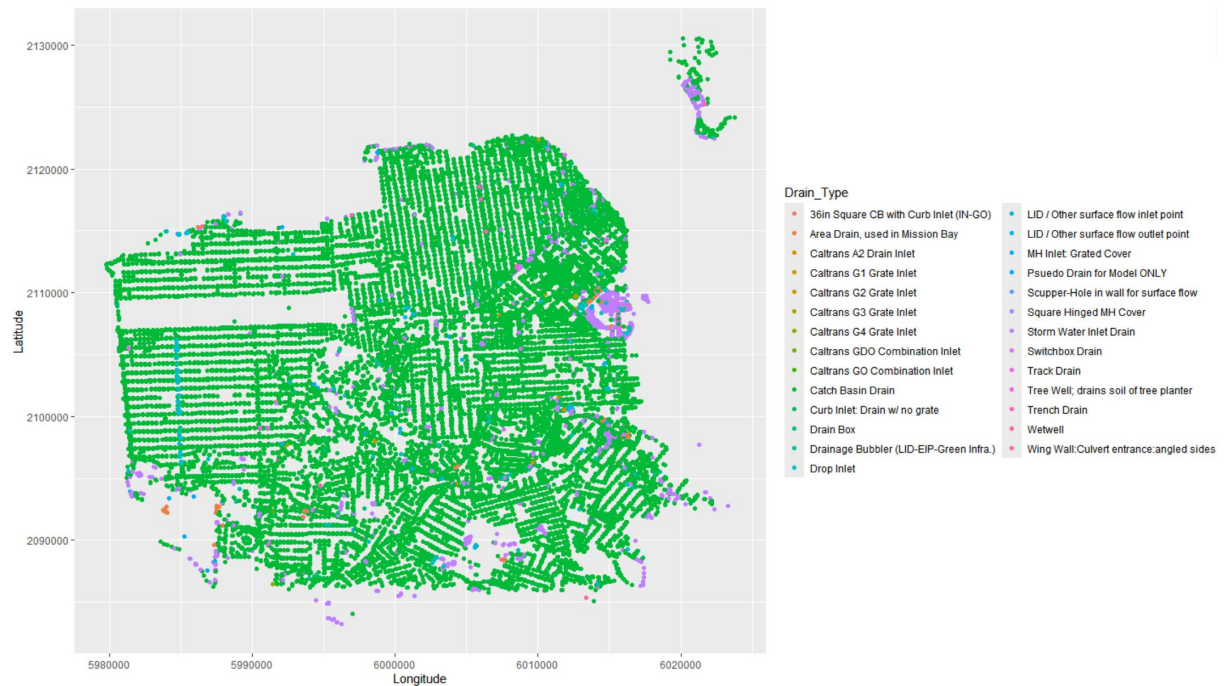 2130000
2120000
2110000
2100000
2090000
Latitude
5980000
5990000
6000000
6010000
6020000
Longitude
Drain_Type
36in Square CB with Curb Inlet (IN-GO)
Area Drain, used in Mission Bay
Caltrans A2 Drain Inlet
Caltrans G1 Grate Inlet
Caltrans G2 Grate Inlet
Caltrans G3 Grate Inlet
Caltrans G4 Grate Inlet
Caltrans GDO Combination Inlet
Caltrans GO Combination Inlet
Catch Basin Drain
Curb Inlet: Drain w/ no grate
Drain Box
Drainage Bubbler (LID-EIP-Green Infra.)
Drop Inlet
LID / Other surface flow inlet point
LID / Other surface flow outlet point
MH Inlet: Grated Cover
Psuedo Drain for Model ONLY
Scupper-Hole in wall for surface flow
Square Hinged MH Cover
Storm Water Inlet Drain
Switchbox Drain
Track Drain
Tree Well; drains soil of tree planter
Trench Drain
Wetwell
Wing Wall:Culvert entrance:angled sides